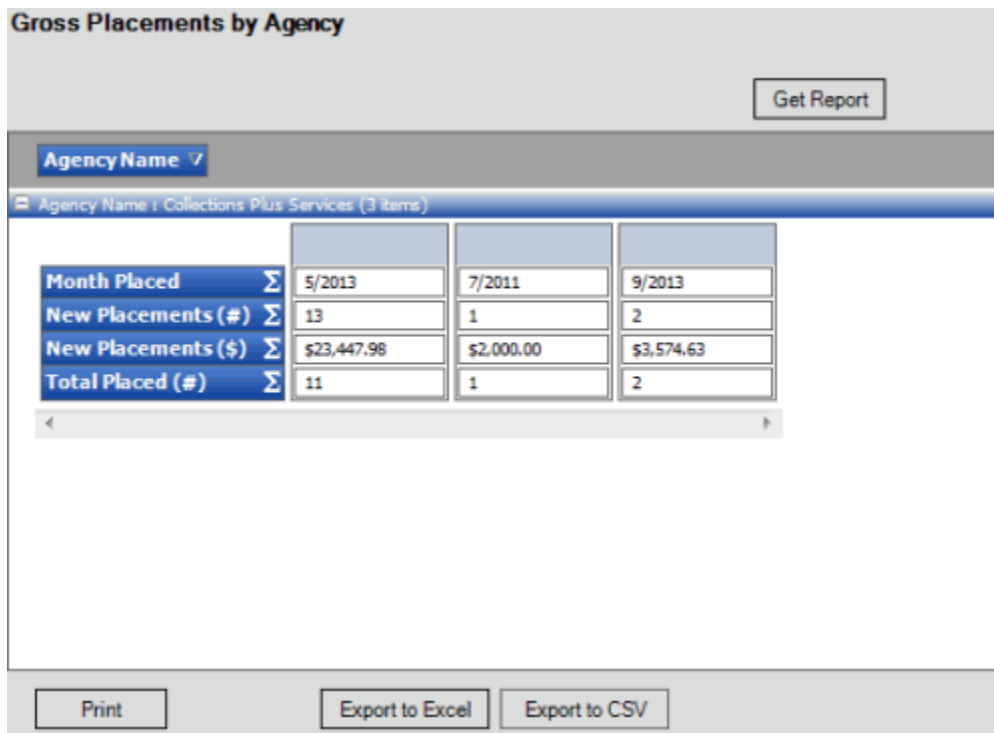 Gross Placements by Agency
Get Report
Agency Name
Agency Name : Collections Plus Services (3 items)
Month Placed Σ 5/2013 7/2011 9/2013
New Placements (#) Σ 13 1 2
New Placements ($) Σ $23,447.98 $2,000.00 $3,574.63
Total Placed (#) Σ 11 1 2
Print Export to Excel Export to CSV